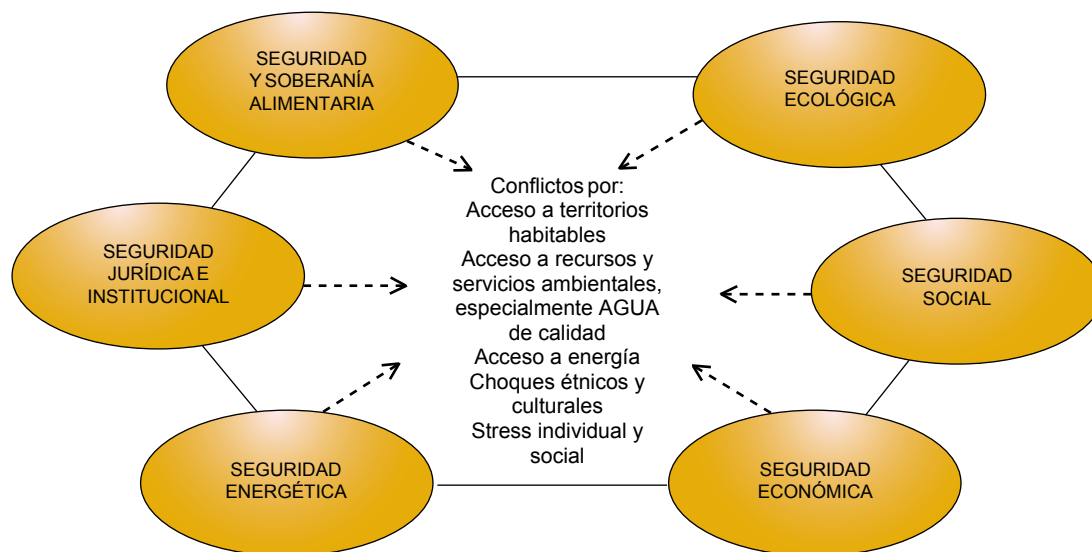 SEGURIDAD
Y SOBERANÍA
ALIMENTARIA
SEGURIDAD
ECOLÓGICA
SEGURIDAD
JURÍDICA E
INSTITUCIONAL
Conflictos por:
Acceso a territorios
habitables
Acceso a recursos y
servicios ambientales,
especialmente AGUA
de calidad
Acceso a energía
Choques étnicos y
culturales
Stress individual y
social
SEGURIDAD
SOCIAL
SEGURIDAD
ENERGÉTICA
SEGURIDAD
ECONÓMICA